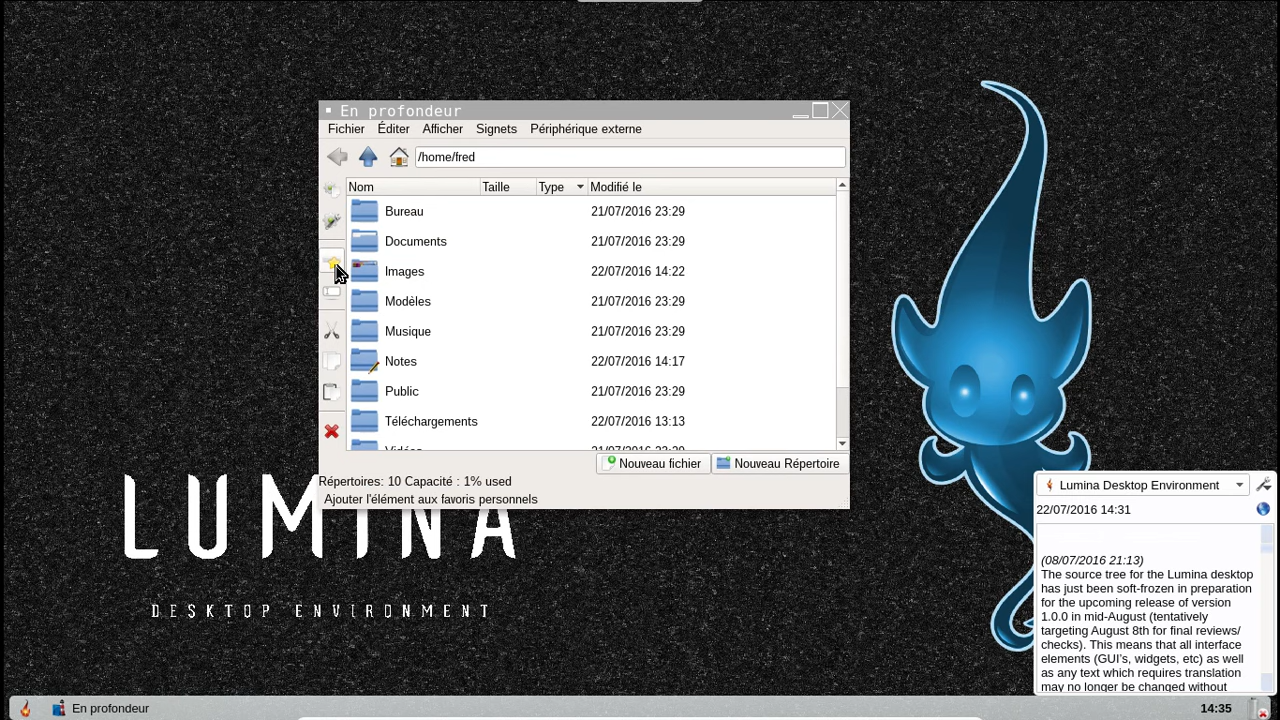 En profondeur
Fichier Éditer Afficher Signets Périphérique externe
/home/fred
Nom Taille Type Modifié le
Bureau 21/07/2016 23:29
Documents 21/07/2016 23:29
Images 22/07/2016 14:22
Modèles 21/07/2016 23:29
Musique 21/07/2016 23:29
Notes 22/07/2016 14:17
Public 21/07/2016 23:29
Téléchargements 22/07/2016 13:13
Vidéos 21/07/2016 23:29
Nouveau fichier Nouveau Répertoire
Répertoires: 10 Capacité : 1% used
Ajouter l'élément aux favoris personnels
LUMINA
DESKTOP ENVIRONMENT
Lumina Desktop Environment
22/07/2016 14:31
(08/07/2016 21:13)
The source tree for the Lumina desktop
has just been soft-frozen in preparation
for the upcoming release of version
1.0.0 in mid-August (tentatively
targeting August 8th for final reviews/
checks). This means that all interface
elements (GUI's, widgets, etc) as well
as any text which requires translation
may no longer be changed without
En profondeur 14:35